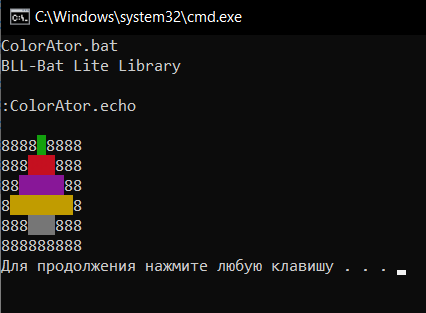 C:\Windows\system32\cmd.exe
ColorAtor.bat
BLL-Bat Lite Library
:ColorAtor.echo
8888 8888
888   888
88     88
8       8
888   888
888888888
Для продолжения нажмите любую клавишу . . .